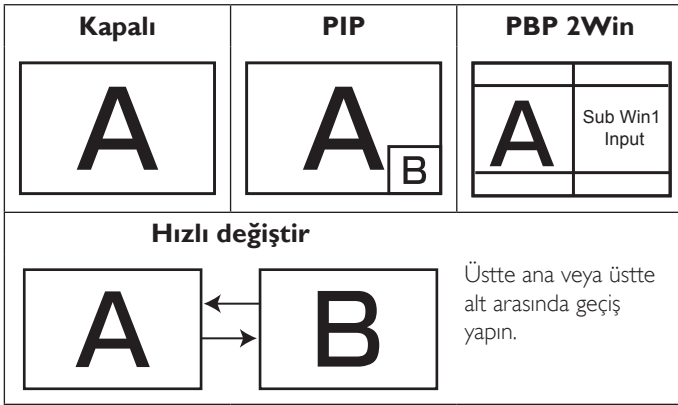 Kapalı
PIP
PBP 2Win
A
A
B
A
Sub Win1
Input
Hızlı değiştir
A
B
Üstte ana veya üstte
alt arasında geçiş
yapın.